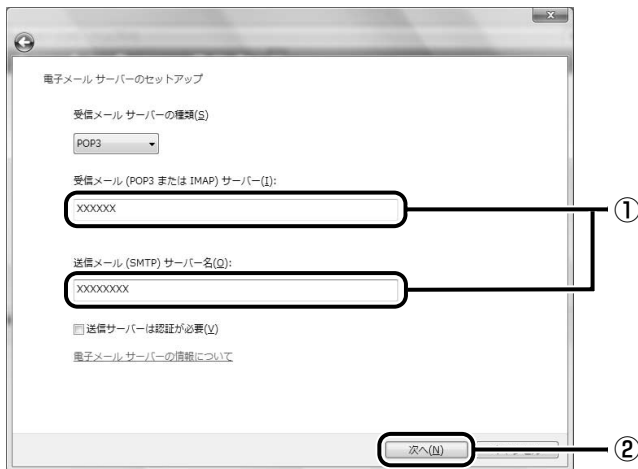 電子メール サーバーのセットアップ
受信メール サーバーの種類(S)
POP3
受信メール (POP3 または IMAP) サーバー(I):
XXXXXX
①
送信メール (SMTP) サーバー名(O):
XXXXXXXX
送信サーバーは認証が必要(V)
電子メール サーバーの情報について
次へ(N)
②